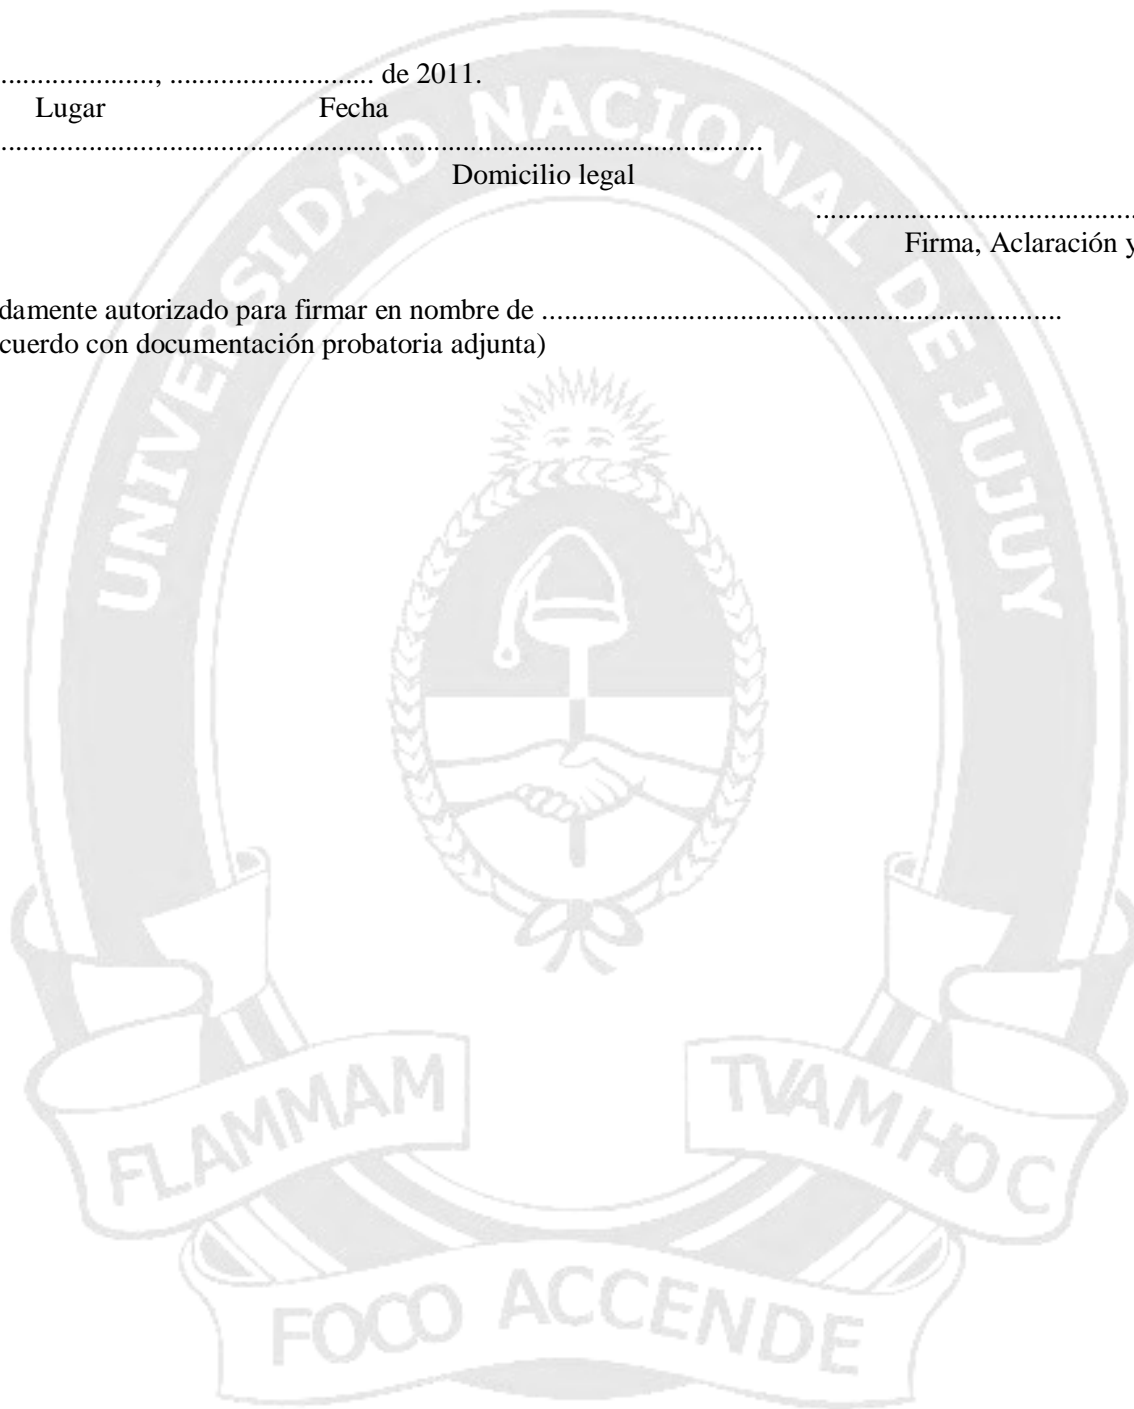 ....................., ............................ de 2011.
Lugar Fecha
........................................................................................................
Domicilio legal
............................................
Firma, Aclaración y
damente autorizado para firmar en nombre de .......................................................................
cuerdo con documentación probatoria adjunta)
UNIVERSIDAD NACIONAL DE JUJUY
FLAMMAM
TVAM HOC
FOCO ACCENDE